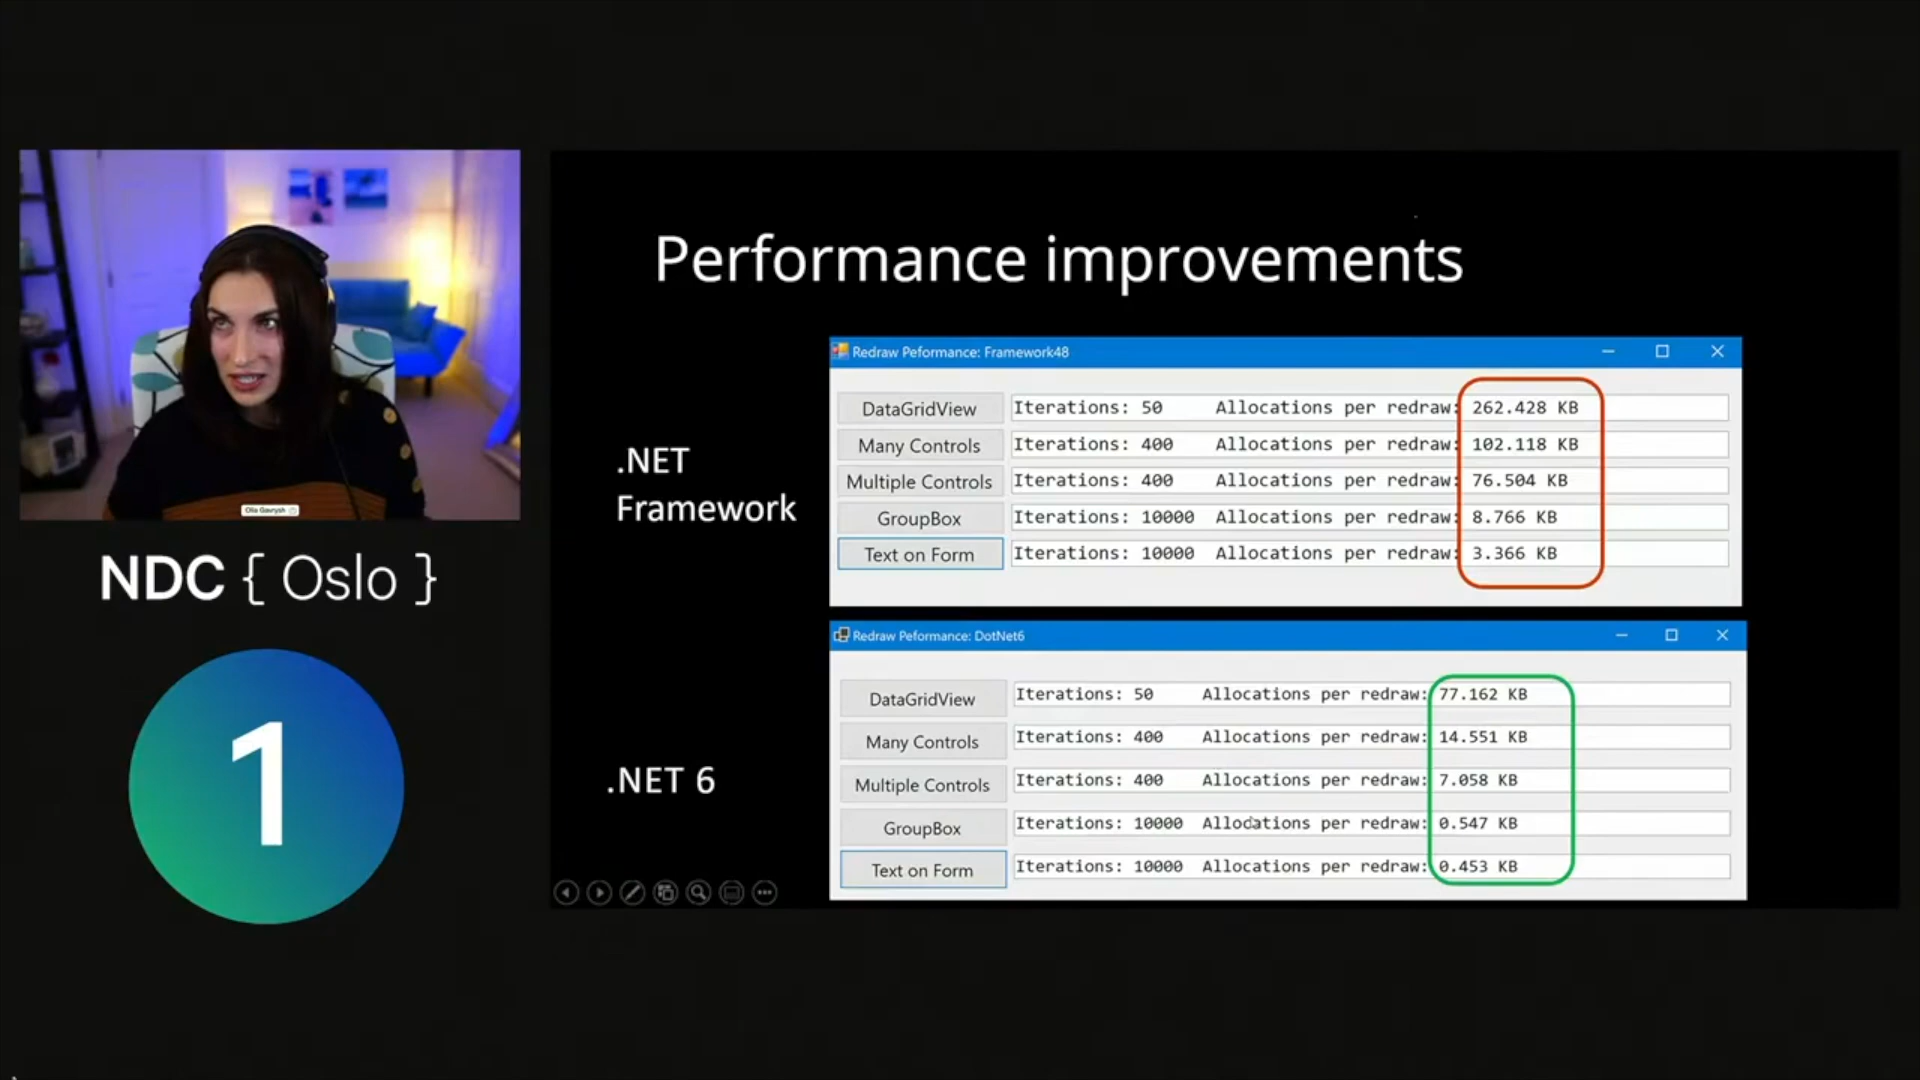 Olia Gavrysh
NDC { Oslo }
1
Performance improvements
.NET
Framework
Redraw Peformance: Framework48
DataGridView Iterations: 50 Allocations per redraw: 262.428 KB
Many Controls Iterations: 400 Allocations per redraw: 102.118 KB
Multiple Controls Iterations: 400 Allocations per redraw: 76.504 KB
GroupBox Iterations: 10000 Allocations per redraw: 8.766 KB
Text on Form Iterations: 10000 Allocations per redraw: 3.366 KB
.NET 6
Redraw Peformance: DotNet6
DataGridView Iterations: 50 Allocations per redraw: 77.162 KB
Many Controls Iterations: 400 Allocations per redraw: 14.551 KB
Multiple Controls Iterations: 400 Allocations per redraw: 7.058 KB
GroupBox Iterations: 10000 Allocations per redraw: 0.547 KB
Text on Form Iterations: 10000 Allocations per redraw: 0.453 KB